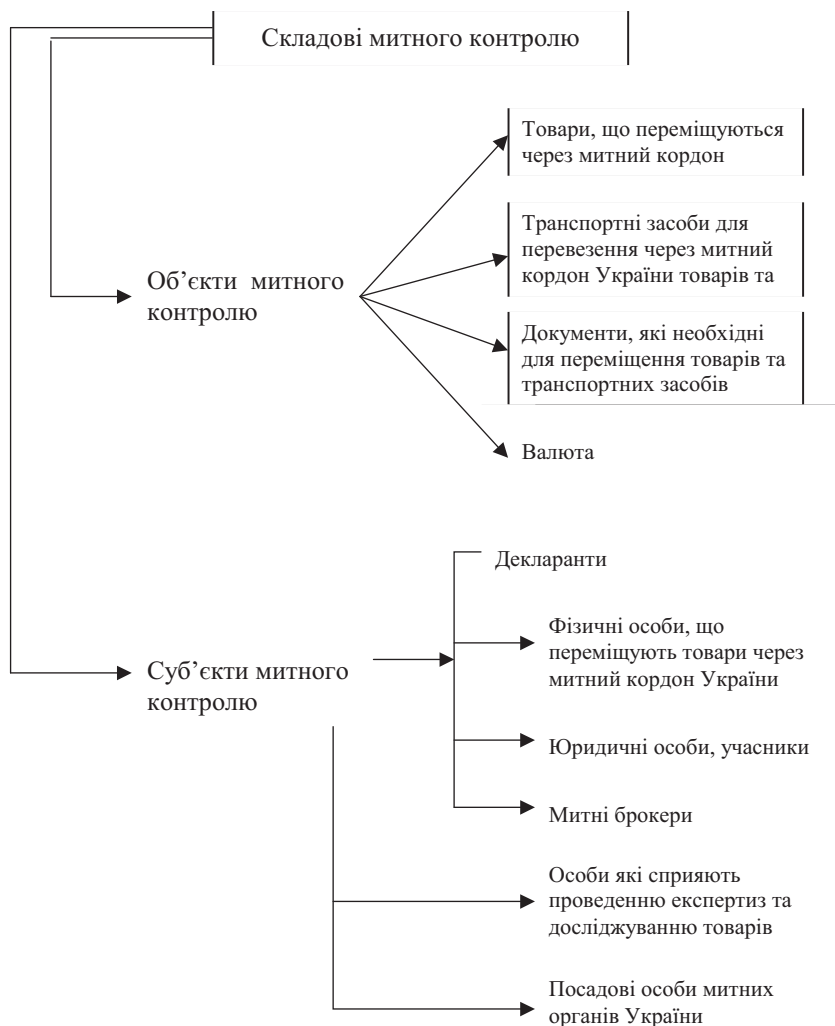 Складові митного контролю
Товари, що переміщуються
через митний кордон
Транспортні засоби для
перевезення через митний
кордон України товарів та
Об’єкти митного
контролю
Документи, які необхідні
для переміщення товарів та
транспортних засобів
Валюта
Декларанти
Фізичні особи, що
переміщують товари через
митний кордон України
Суб’єкти митного
контролю
Юридичні особи, учасники
Митні брокери
Особи які сприяють
проведенню експертиз та
досліджуванню товарів
Посадові особи митних
органів України